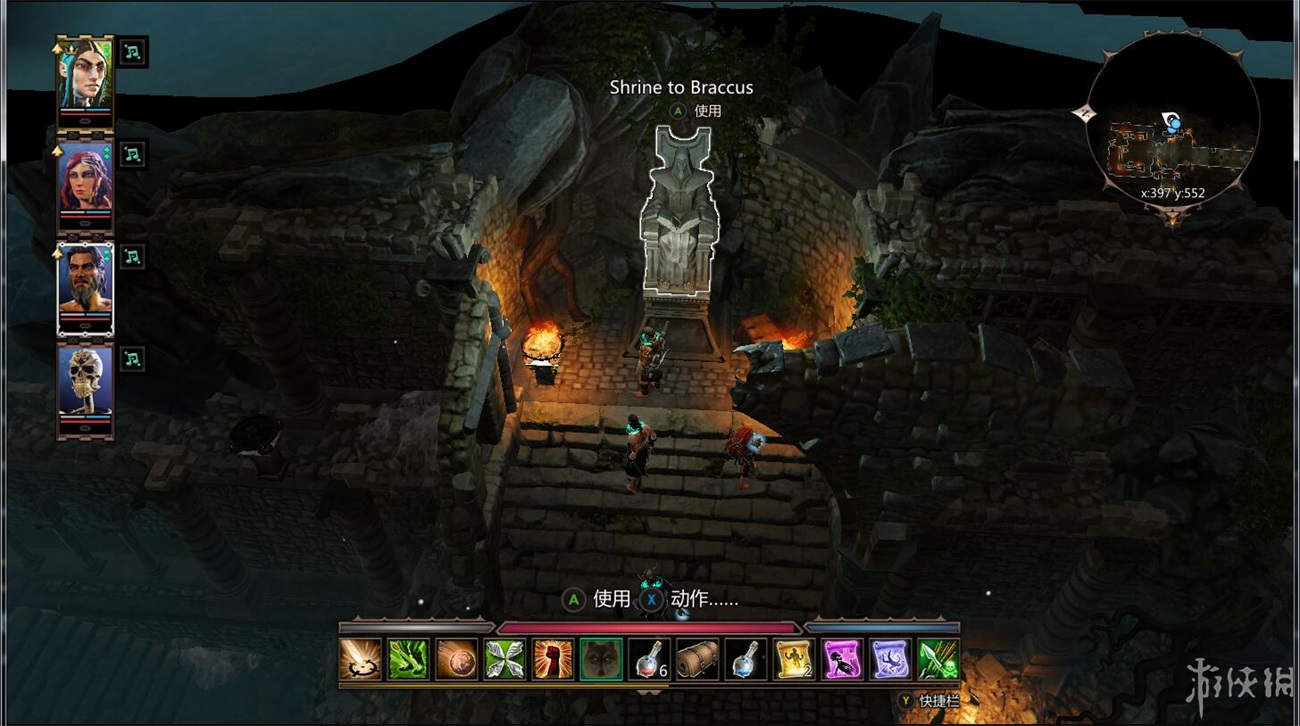 Shrine to Braccus
A 使用
x:397 y:552
A 使用 X 动作......
6
2
Y 快捷栏
游侠网